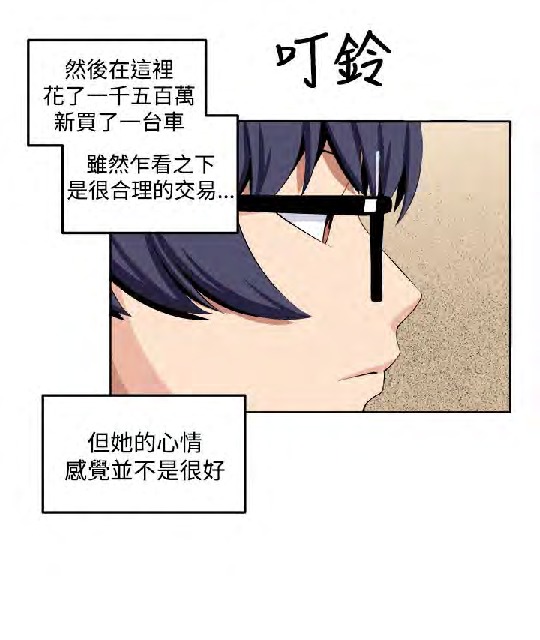 叮鈴
然後在這裡
花了一千五百萬
新買了一台車
雖然乍看之下
是很合理的交易...
但她的心情
感覺並不是很好